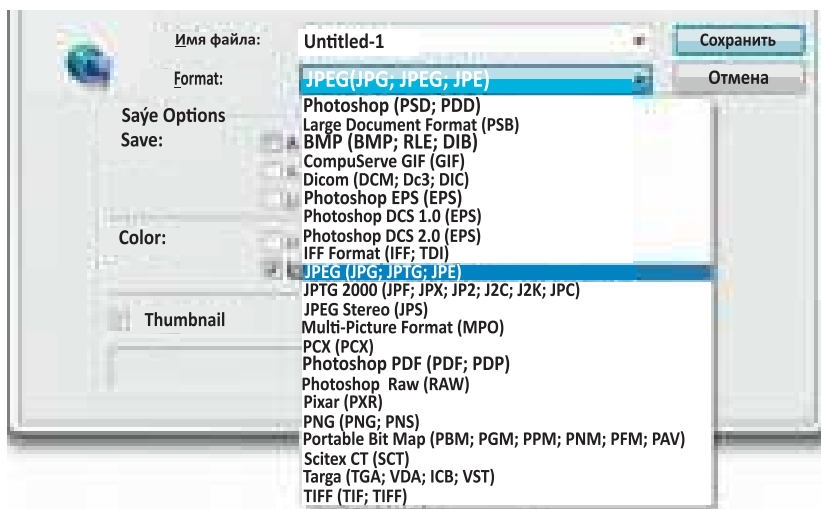 Имя файла: Untitled-1 Сохранить
Format: JPEG(JPG; JPEG; JPE) Отмена
Saýe Options
Save:
Color:
Thumbnail
Photoshop (PSD; PDD)
Large Document Format (PSB)
BMP (BMP; RLE; DIB)
CompuServe GIF (GIF)
Dicom (DCM; Dc3; DIC)
Photoshop EPS (EPS)
Photoshop DCS 1.0 (EPS)
Photoshop DCS 2.0 (EPS)
IFF Format (IFF; TDI)
JPEG (JPG; JPTG; JPE)
JPTG 2000 (JPF; JPX; JP2; J2C; J2K; JPC)
JPEG Stereo (JPS)
Multi-Picture Format (MPO)
PCX (PCX)
Photoshop PDF (PDF; PDP)
Photoshop Raw (RAW)
Pixar (PXR)
PNG (PNG; PNS)
Portable Bit Map (PBM; PGM; PPM; PNM; PFM; PAV)
Scitex CT (SCT)
Targa (TGA; VDA; ICB; VST)
TIFF (TIF; TIFF)